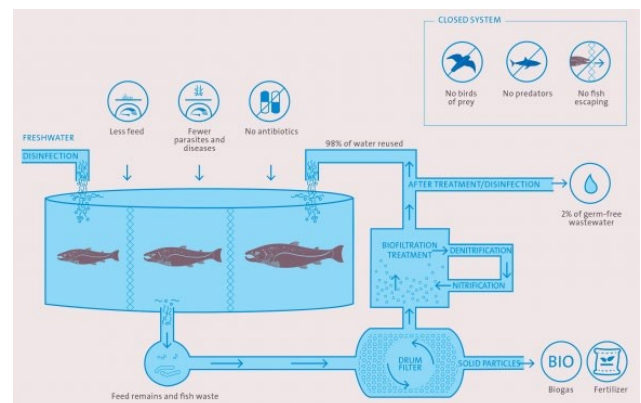 CLOSED SYSTEM
No birds
of prey
No predators
No fish
escaping
Less feed
Fewer
parasites and
diseases
No antibiotics
FRESHWATER
DISINFECTION
98% of water reused
AFTER TREATMENT/DISINFECTION
2% of germ-free
wastewater
BIOFILTRATION
TREATMENT
DENITRIFICATION
NITRIFICATION
DRUM
FILTER
SOLID PARTICLES
BIO
Biogas
Fertilizer
Feed remains and fish waste